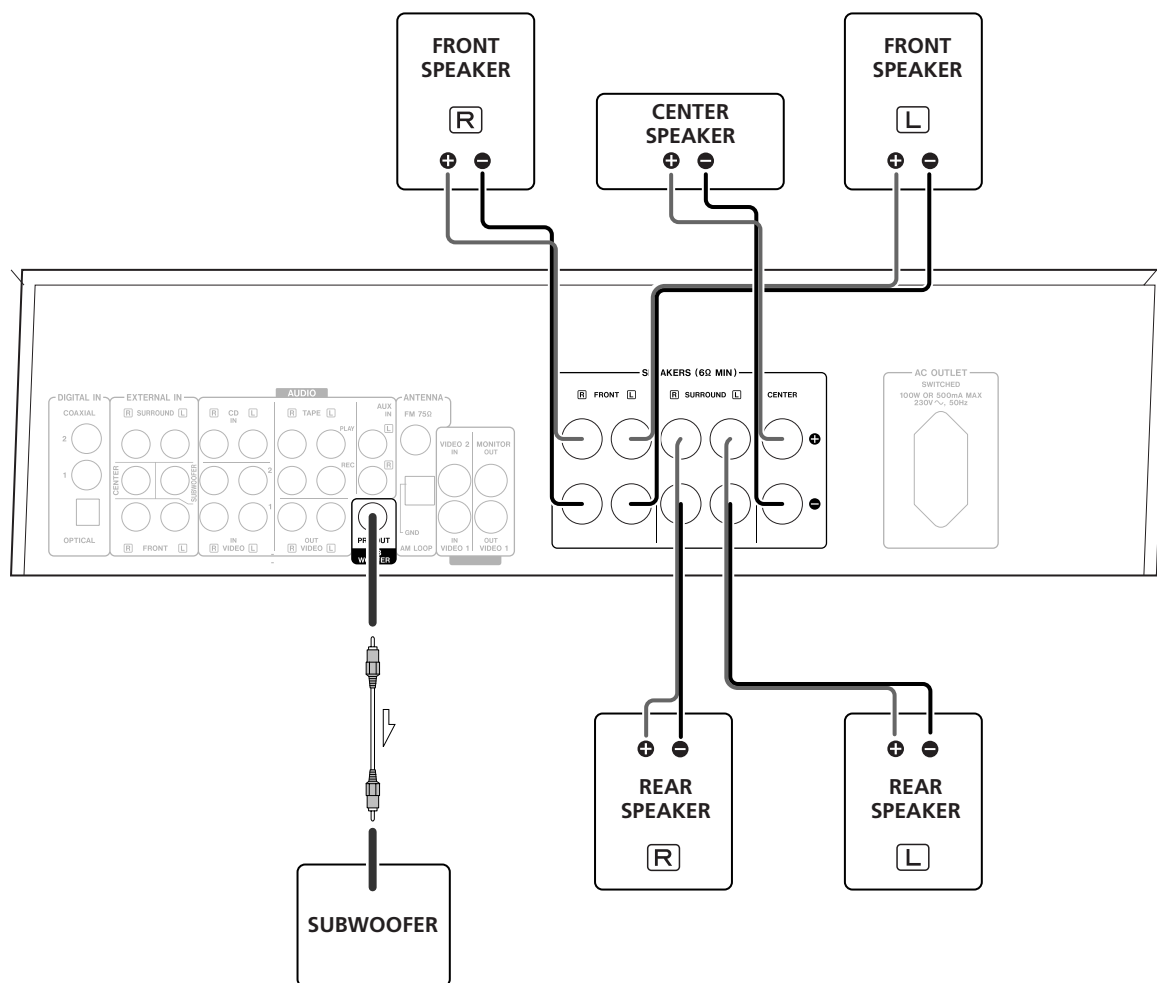 FRONT
SPEAKER
R
+ −
CENTER
SPEAKER
+ −
FRONT
SPEAKER
L
+ −
DIGITAL IN
COAXIAL
2
1
OPTICAL
EXTERNAL IN
R SURROUND L
CENTER
SUBWOOFER
R FRONT L
AUDIO
R CD L
IN
2
1
IN
R VIDEO L
R TAPE L
PLAY
REC
OUT
R VIDEO L
AUX
IN
L
R
ANTENNA
FM 75Ω
GND
AM LOOP
VIDEO 2
IN
MONITOR
OUT
IN
VIDEO 1
OUT
VIDEO 1
(6Ω MIN)
R FRONT L
R SURROUND L
CENTER
+
−
AC OUTLET
SWITCHED
100W OR 500mA MAX
230V ∿, 50Hz
+ −
REAR
SPEAKER
R
+ −
REAR
SPEAKER
L
SUBWOOFER